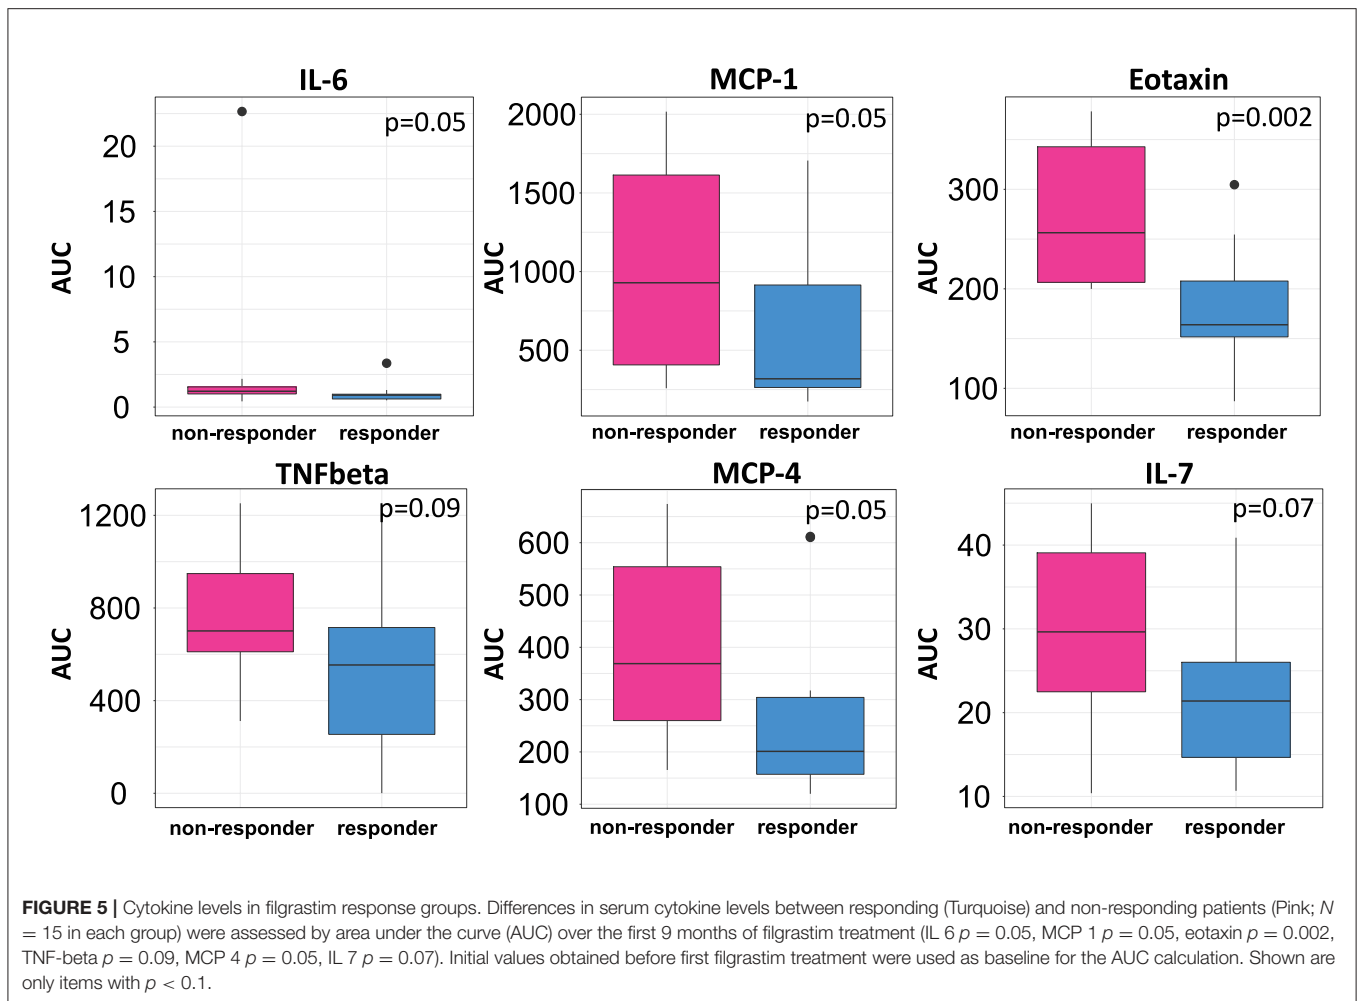 IL-6
p=0.05
20
15
10
5
0
AUC
non-responder responder
MCP-1
p=0.05
2000
1500
1000
500
AUC
non-responder responder
Eotaxin
p=0.002
300
200
100
AUC
non-responder responder
TNFbeta
p=0.09
1200
800
400
0
AUC
non-responder responder
MCP-4
p=0.05
600
500
400
300
200
100
AUC
non-responder responder
IL-7
p=0.07
40
30
20
10
AUC
non-responder responder
FIGURE 5 | Cytokine levels in filgrastim response groups. Differences in serum cytokine levels between responding (Turquoise) and non-responding patients (Pink; N
= 15 in each group) were assessed by area under the curve (AUC) over the first 9 months of filgrastim treatment (IL 6 p = 0.05, MCP 1 p = 0.05, eotaxin p = 0.002,
TNF-beta p = 0.09, MCP 4 p = 0.05, IL 7 p = 0.07). Initial values obtained before first filgrastim treatment were used as baseline for the AUC calculation. Shown are
only items with p < 0.1.